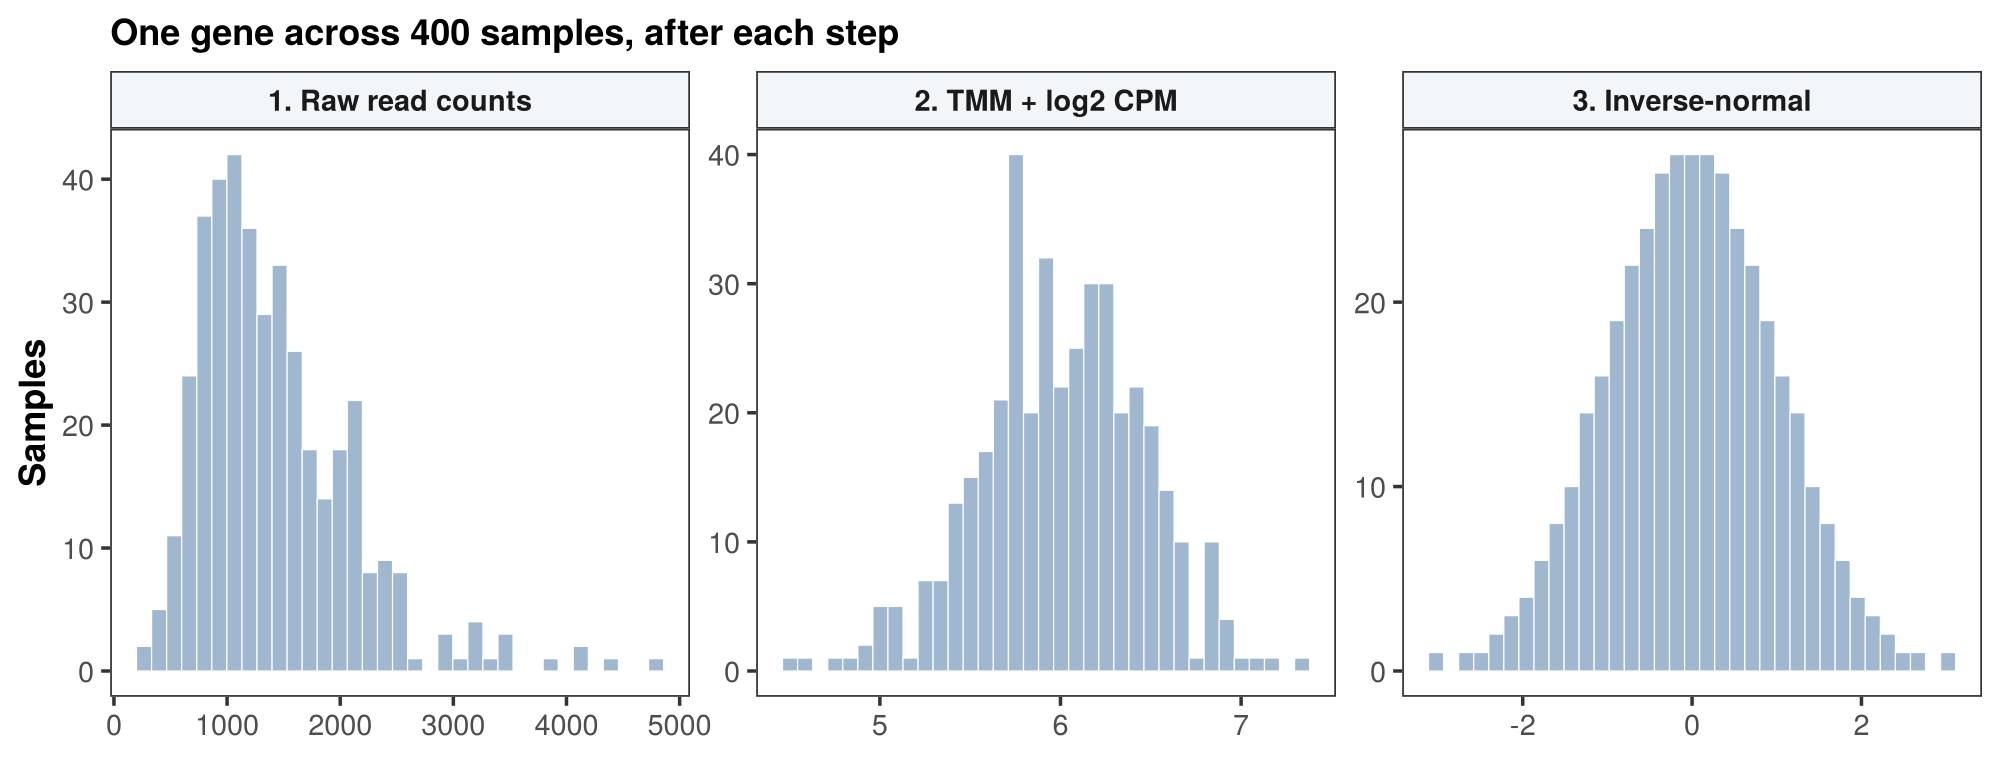 One gene across 400 samples, after each step
1. Raw read counts
2. TMM + log2 CPM
3. Inverse-normal
Samples
40
30
20
10
0
0 1000 2000 3000 4000 5000
40
30
20
10
0
5 6 7
20
10
0
-2 0 2